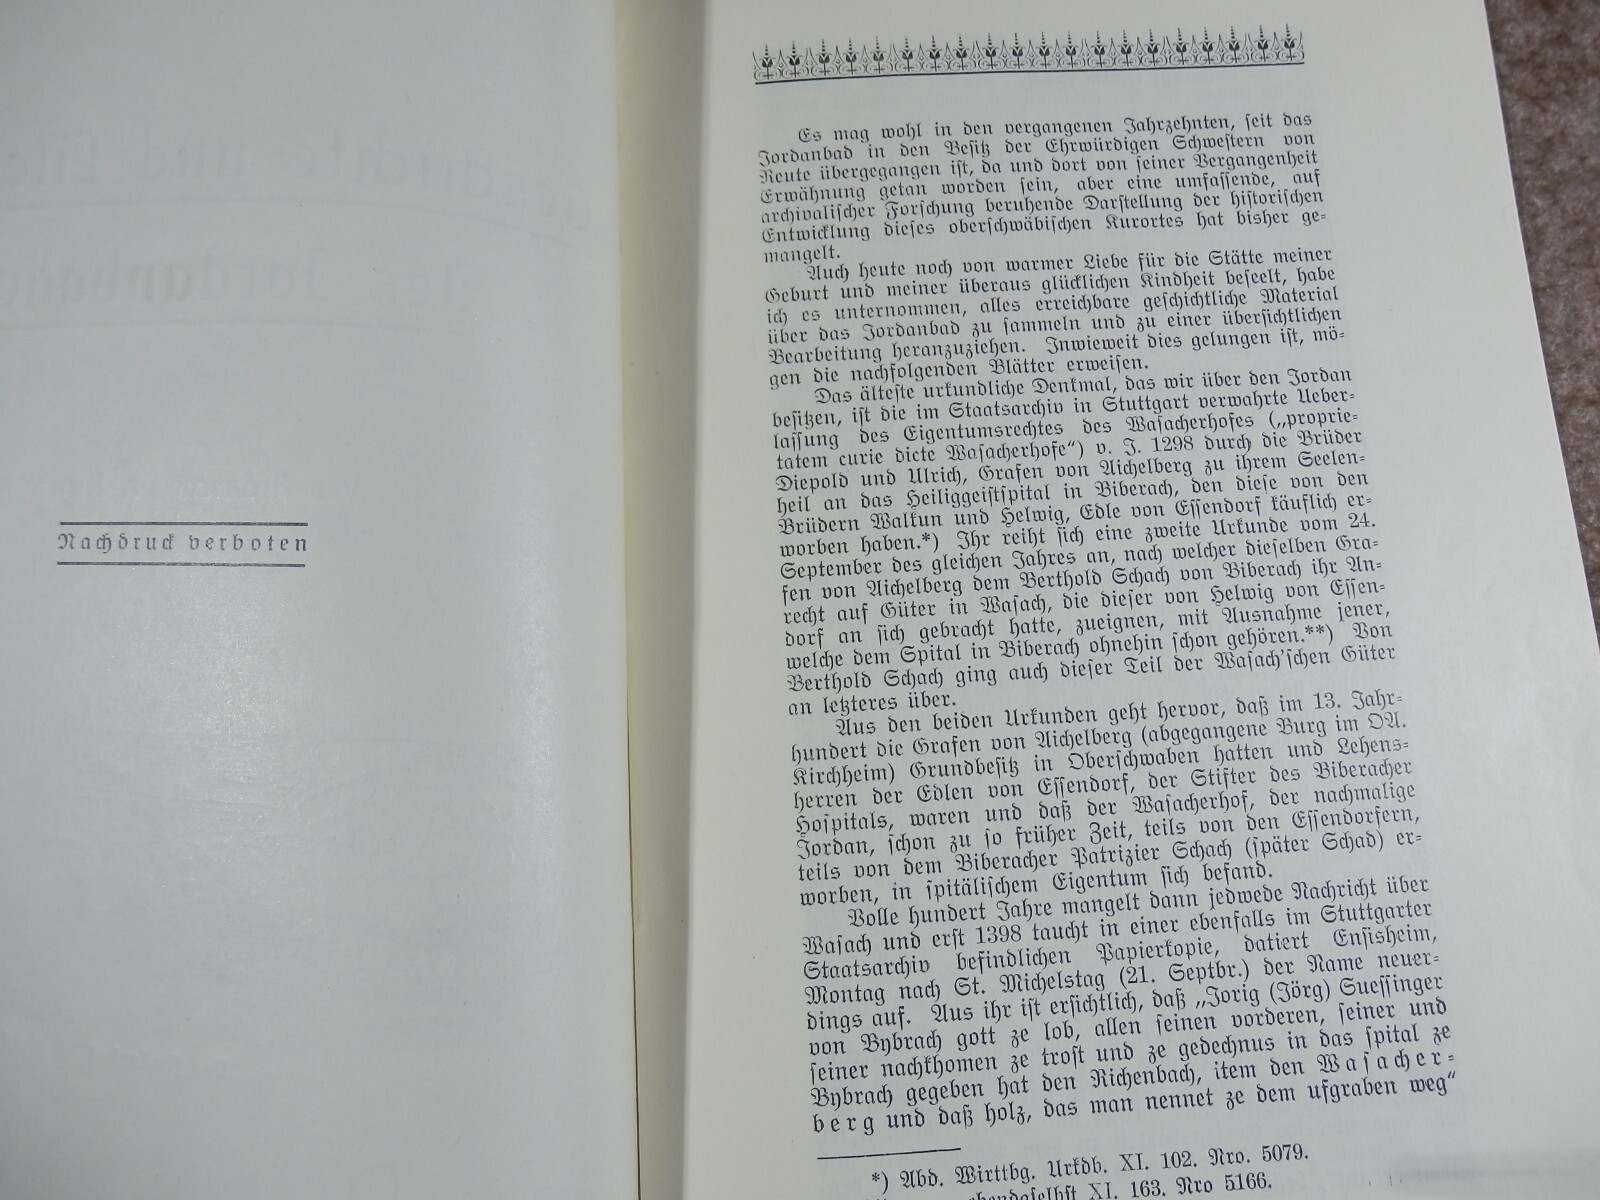 Nachdruck verboten
Es mag wohl in den vergangenen Jahrzehnten, seit das
Jordanbad in den Besitz der Ehrwürdigen Schwestern von
Reute übergegangen ist, da und dort von seiner Vergangenheit
Erwähnung getan worden sein, aber eine umfassende, auf
archivalischer Forschung beruhende Darstellung der historischen
Entwicklung dieses oberschwäbischen Kurortes hat bisher ge-
mangelt.
Auch heute noch von warmer Liebe für die Stätte meiner
Geburt und meiner überaus glücklichen Kindheit beseelt, habe
ich es unternommen, alles erreichbare geschichtliche Material
über das Jordanbad zu sammeln und zu einer übersichtlichen
Bearbeitung heranzuziehen. Inwieweit dies gelungen ist, mö-
gen die nachfolgenden Blätter erweisen.
Das älteste urkundliche Denkmal, das wir über den Jordan
besitzen, ist die im Staatsarchiv in Stuttgart verwahrte Ueber-
lassung des Eigentumsrechtes des Wasacherhofes („proprie-
tatem curie dicte Wasacherhofe“) v. J. 1298 durch die Brüder
Diepold und Ulrich, Grafen von Aichelberg zu ihrem Seelen-
heil an das Heiliggeistspital in Biberach, den diese von den
Brüdern Walkun und Helwig, Edle von Essendorf käuflich er-
worben haben.*) Ihr reiht sich eine zweite Urkunde vom 24.
September des gleichen Jahres an, nach welcher dieselben Gra-
fen von Aichelberg dem Berthold Schach von Biberach ihr An-
recht auf Güter in Wasach, die dieser von Helwig von Essen-
dorf an sich gebracht hatte, zueignen, mit Ausnahme jener,
welche dem Spital in Biberach ohnehin schon gehören.**) Von
Berthold Schach ging auch dieser Teil der Wasach'schen Güter
an letzteres über.
Aus den beiden Urkunden geht hervor, daß im 13. Jahr-
hundert die Grafen von Aichelberg (abgegangene Burg im OA.
Kirchheim) Grundbesitz in Oberschwaben hatten und Lehens-
herren der Edlen von Essendorf, der Stifter des Biberacher
Hospitals, waren und daß der Wasacherhof, der nachmalige
Jordan, schon zu so früher Zeit, teils von den Essendorfern,
teils von dem Biberacher Patrizier Schach (später Schad) er-
worben, in spitälischem Eigentum sich befand.
Volle hundert Jahre mangelt dann jedwede Nachricht über
Wasach und erst 1398 taucht in einer ebenfalls im Stuttgarter
Staatsarchiv befindlichen Papierkopie, datiert Ensisheim,
Montag nach St. Michelstag (21. Septbr.) der Name neuer-
dings auf. Aus ihr ist ersichtlich, daß „Jorig (Jörg) Suessinger
von Bybrach gott ze lob, allen seinen vorderen, seiner und
seiner nachkhomen ze trost und ze gedechnus in das spital ze
Bybrach gegeben hat den Richenbach, item den Wasacher-
berg und daß holz, das man nennet ze dem ufgraben weg“
*) Abd. Wirttbg. Urkdb. XI. 102. Nro. 5079.
ebendaselbst XI. 163. Nro 5166.